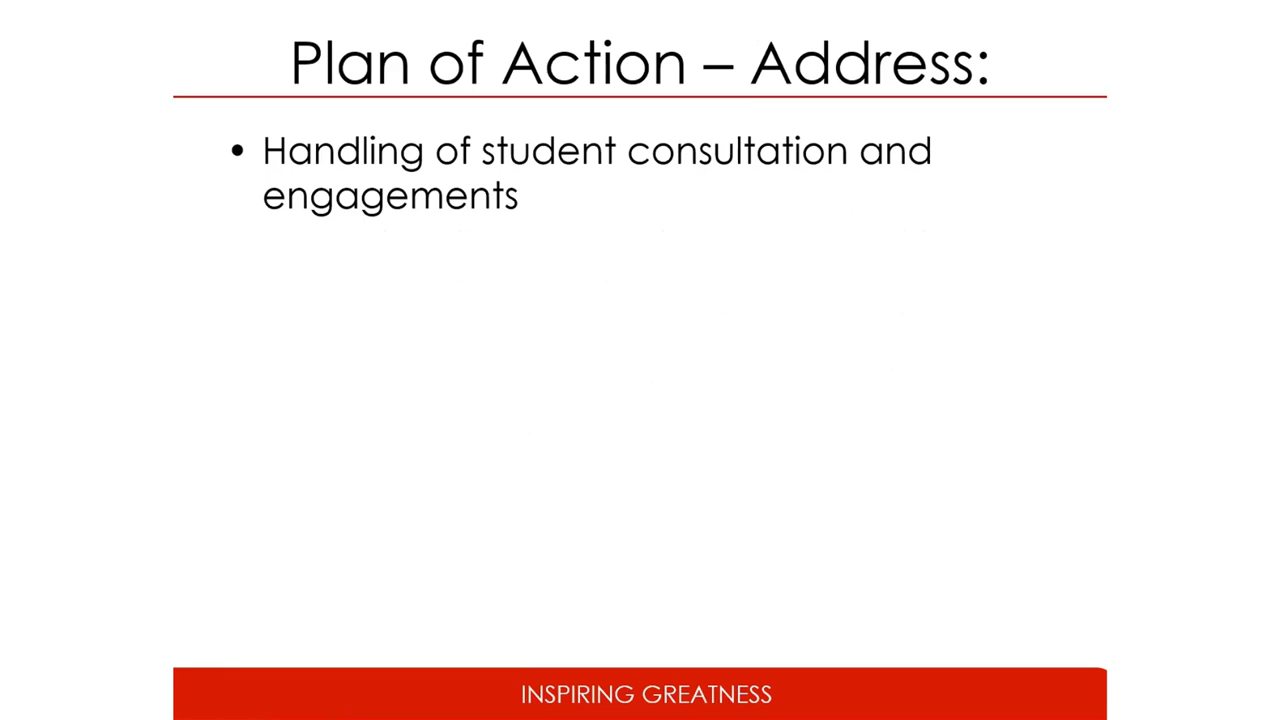 Plan of Action – Address:
• Handling of student consultation and
engagements
INSPIRING GREATNESS